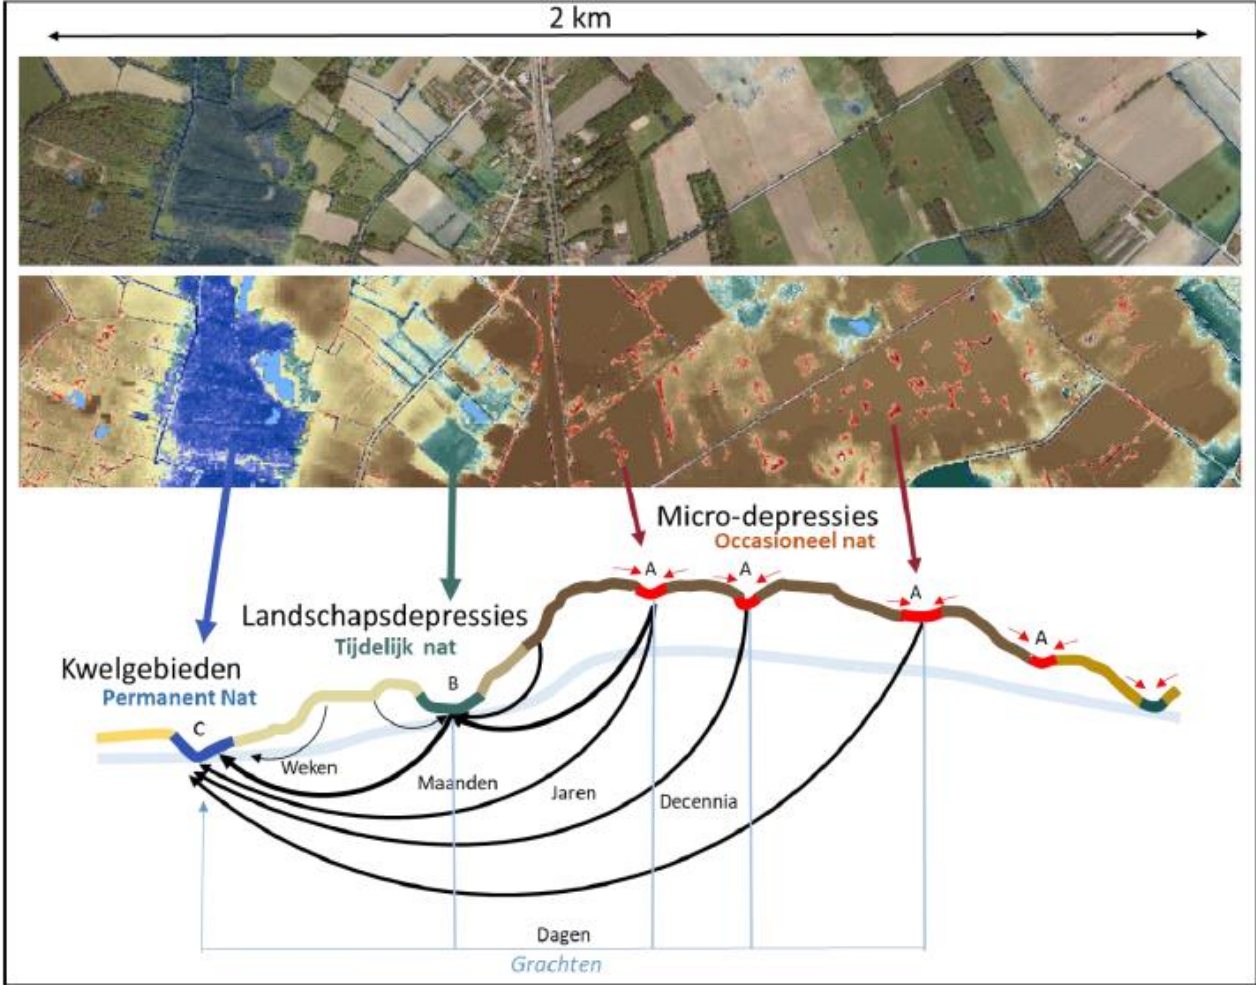 2 km
Micro-depressies
Occasioneel nat
A
A
A
A
Landschapsdepressies
Tijdelijk nat
B
Kwelgebieden
Permanent Nat
C
Weken
Maanden
Jaren
Decennia
Dagen
Grachten